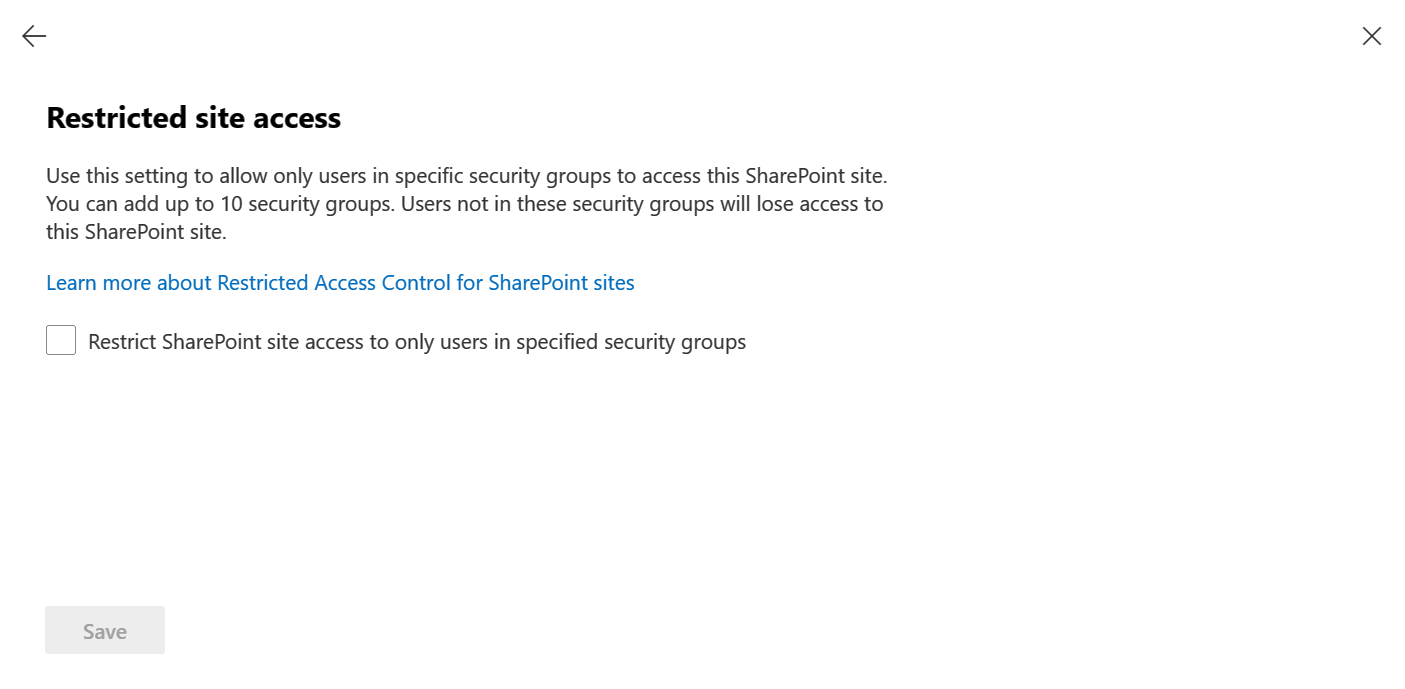 Restricted site access
Use this setting to allow only users in specific security groups to access this SharePoint site.
You can add up to 10 security groups. Users not in these security groups will lose access to
this SharePoint site.
Learn more about Restricted Access Control for SharePoint sites
Restrict SharePoint site access to only users in specified security groups
Save